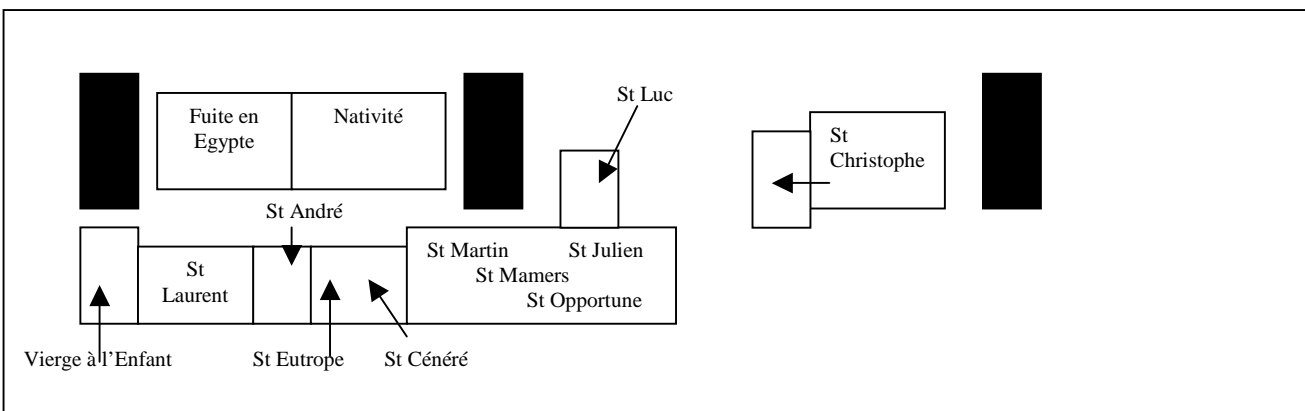 St Luc
Fuite en
Egypte
Nativité
St
Christophe
St André
St Martin
St Julien
St Mamers
St Opportune
St
Laurent
Vierge à l'Enfant
St Eutrope
St Cénéré